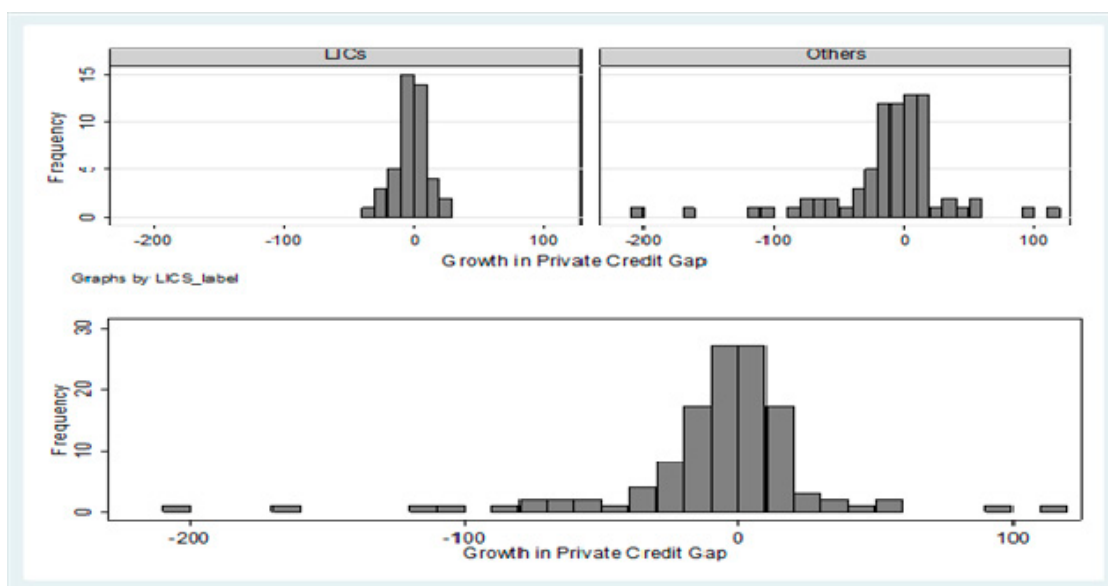 LICs Others
Frequency
15
10
5
0
-200 -100 0 100 -200 -100 0 100
Growth in Private Credit Gap
Graphs by LICS_label
Frequency
30
20
10
0
-200 -100 0 100
Growth in Private Credit Gap